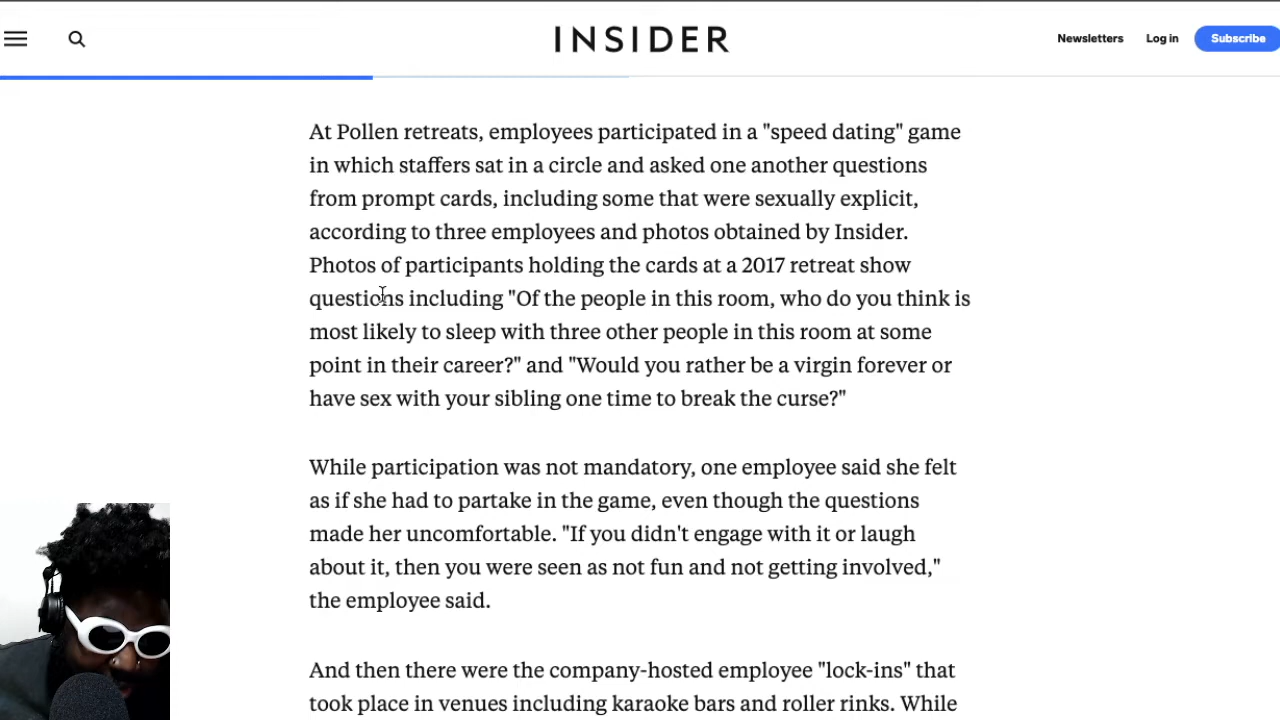 INSIDER
Newsletters
Log in
Subscribe
At Pollen retreats, employees participated in a "speed dating" game
in which staffers sat in a circle and asked one another questions
from prompt cards, including some that were sexually explicit,
according to three employees and photos obtained by Insider.
Photos of participants holding the cards at a 2017 retreat show
questions including "Of the people in this room, who do you think is
most likely to sleep with three other people in this room at some
point in their career?" and "Would you rather be a virgin forever or
have sex with your sibling one time to break the curse?"
While participation was not mandatory, one employee said she felt
as if she had to partake in the game, even though the questions
made her uncomfortable. "If you didn't engage with it or laugh
about it, then you were seen as not fun and not getting involved,"
the employee said.
And then there were the company-hosted employee "lock-ins" that
took place in venues including karaoke bars and roller rinks. While